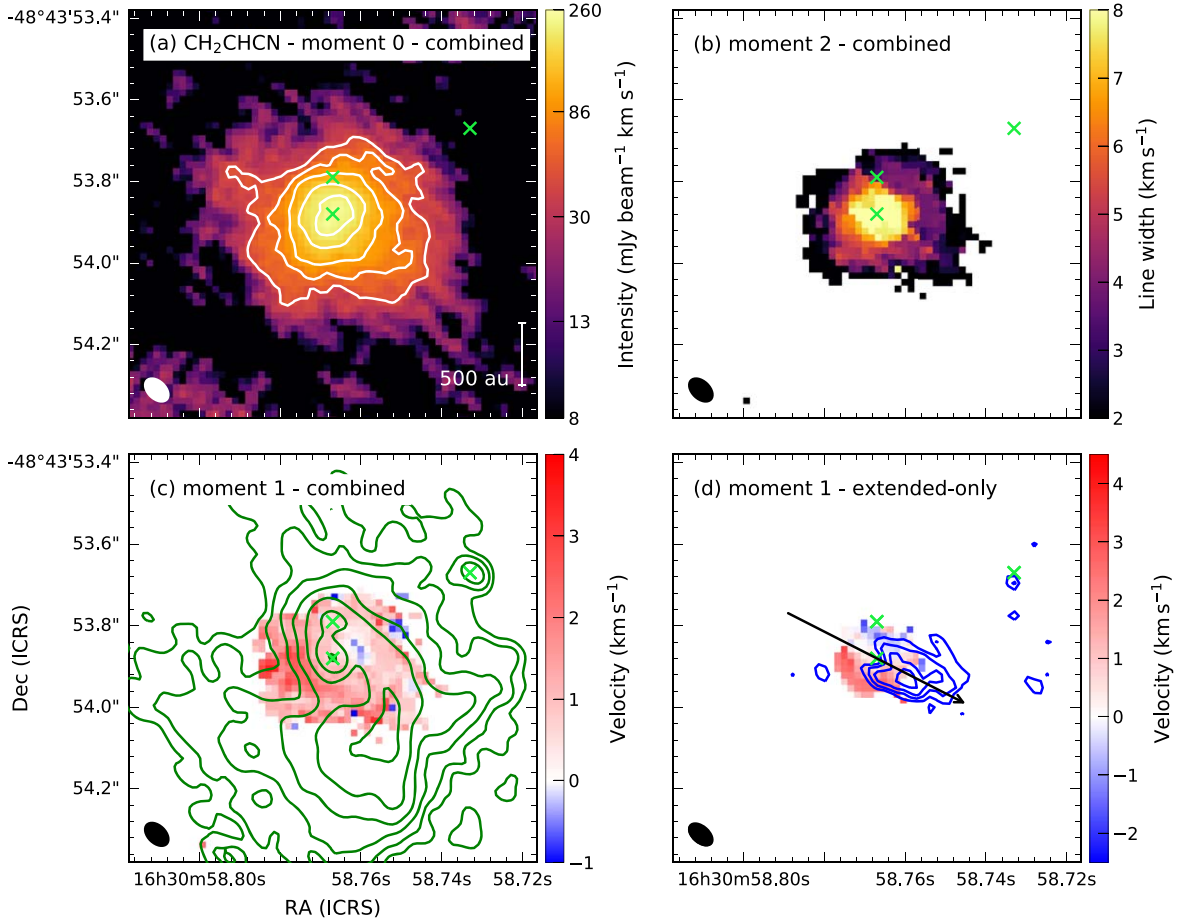 -48°43'53.4"
53.6"
53.8"
54.0"
54.2"
(a) CH₂CHCN - moment 0 - combined
500 au
260
86
30
13
8
Intensity (mJy beam⁻¹ km s⁻¹)
(b) moment 2 - combined
8
7
6
5
4
3
2
Line width (km s⁻¹)
-48°43'53.4"
53.6"
53.8"
54.0"
54.2"
Dec (ICRS)
(c) moment 1 - combined
16h30m58.80s
58.76s
58.74s
58.72s
RA (ICRS)
4
3
2
1
0
−1
Velocity (km s⁻¹)
(d) moment 1 - extended-only
16h30m58.80s
58.76s
58.74s
58.72s
4
3
2
1
0
−1
−2
Velocity (km s⁻¹)